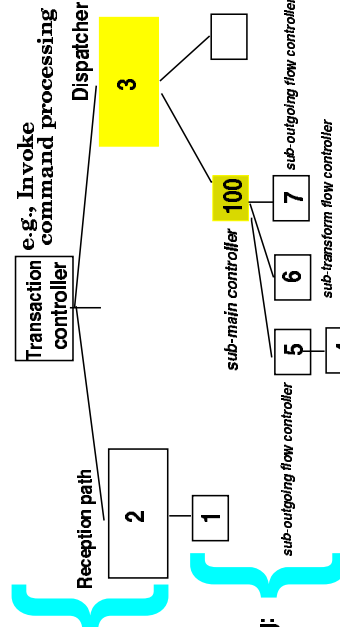 Transaction
controller
e.g., Invoke
command processing
Reception path
Dispatcher
2
3
1
100
sub-main controller
5
6
7
sub-outgoing flow controller
sub-outgoing flow controller
sub-transform flow controller
g: